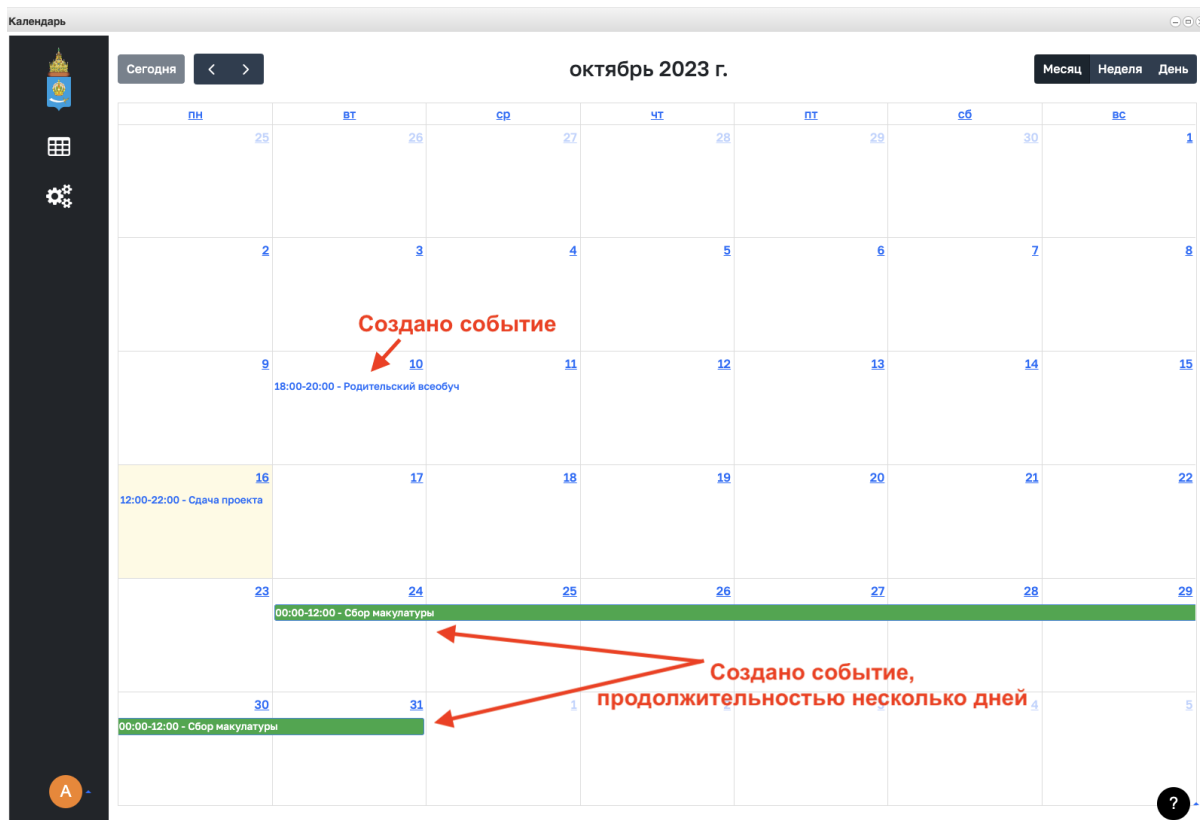 Календарь
Сегодня
октябрь 2023 г.
Месяц Неделя День
пн вт ср чт пт сб вс
25 26 27 28 29 30 1
2 3 4 5 6 7 8
Создано событие
9 10 11 12 13 14 15
18:00-20:00 - Родительский всеобуч
16 17 18 19 20 21 22
12:00-22:00 - Сдача проекта
23 24 25 26 27 28 29
00:00-12:00 - Сбор макулатуры
Создано событие,
продолжительностью несколько дней
30 31 1 4 5
00:00-12:00 - Сбор макулатуры
А
?